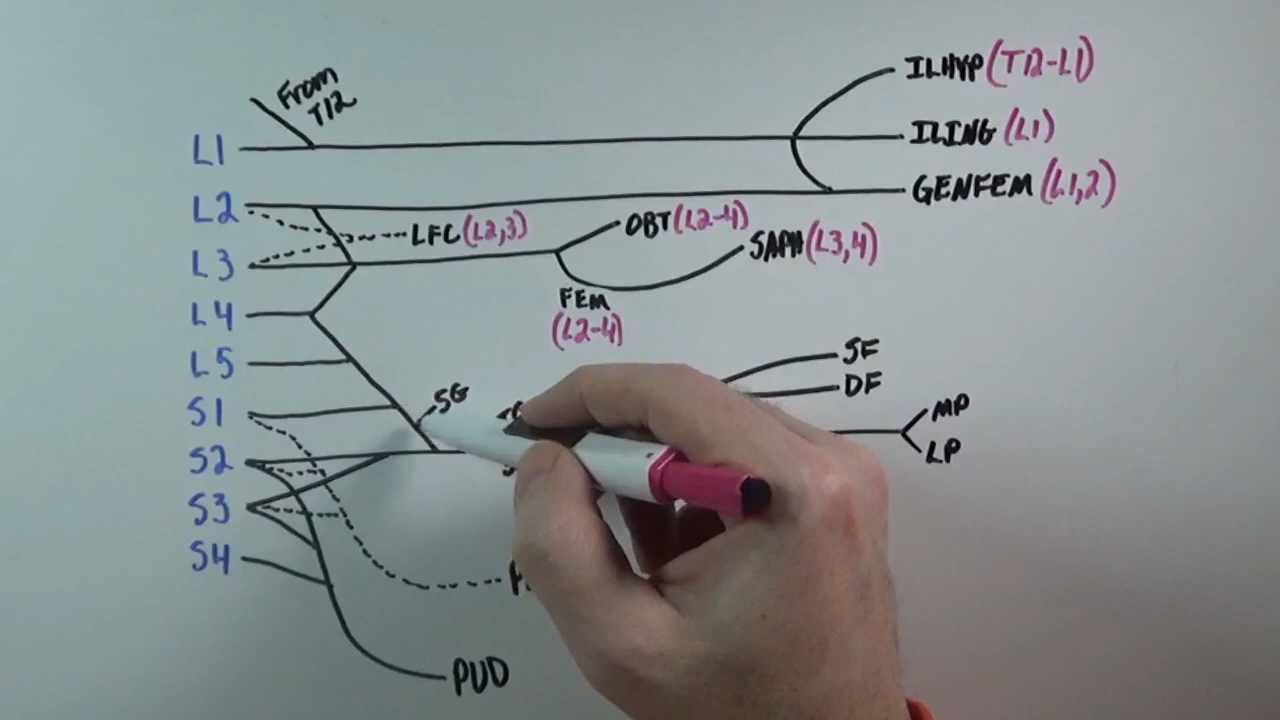 From
T12
ILHYP (T12-L1)
L1
ILING (L1)
GENFEM (L1,2)
L2
LFC (L2,3)
OBT (L2-4)
SAPH (L3,4)
L3
FEM
(L2-4)
L4
L5
SF
DF
SG
S1
MP
LP
S2
S3
S4
PUD